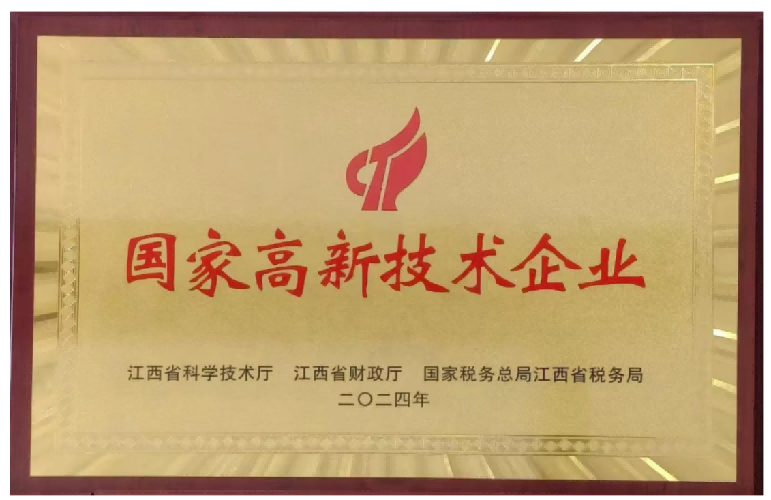 国家高新技术企业
江西省科学技术厅 江西省财政厅 国家税务总局江西省税务局
二〇二四年